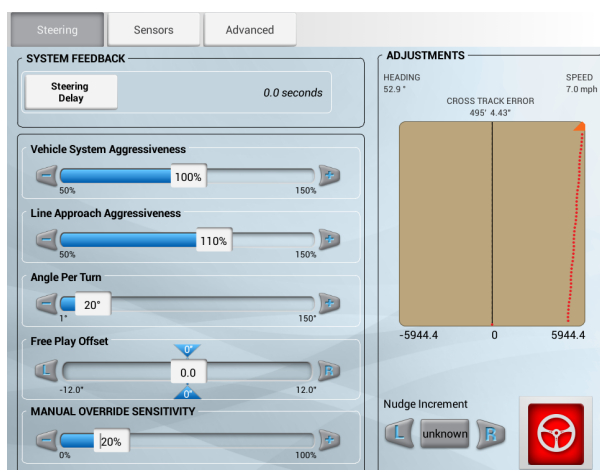 Steering
Sensors
Advanced
SYSTEM FEEDBACK
Steering
Delay
0.0 seconds
Vehicle System Aggressiveness
100%
50%
150%
Line Approach Aggressiveness
110%
50%
150%
Angle Per Turn
20°
1°
150°
Free Play Offset
0°
L
0.0
R
-12.0°
12.0°
0°
MANUAL OVERRIDE SENSITIVITY
20%
0%
100%
ADJUSTMENTS
HEADING
SPEED
52.9 °
7.0 mph
CROSS TRACK ERROR
495' 4.43"
-5944.4
0
5944.4
Nudge Increment
L
unknown
R